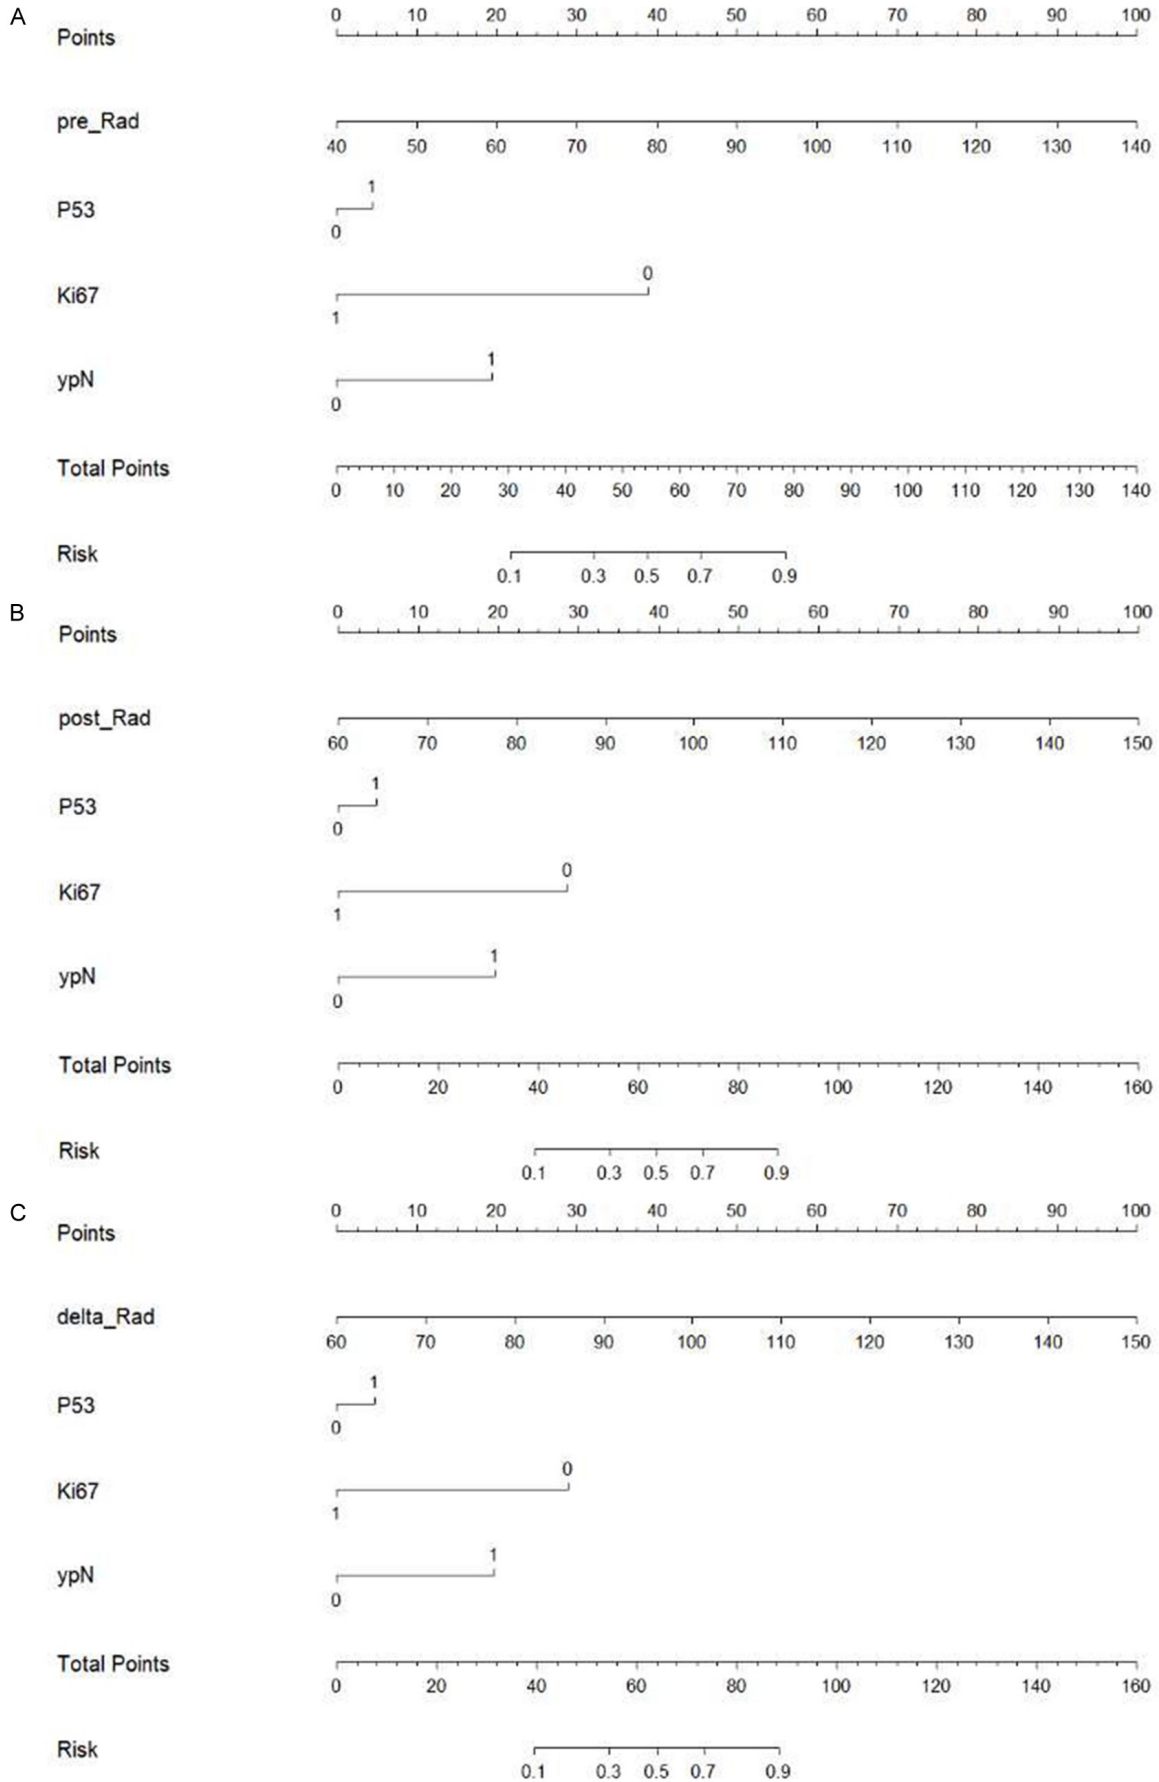 A
0 10 20 30 40 50 60 70 80 90 100
Points
pre_Rad
40 50 60 70 80 90 100 110 120 130 140
1
P53
0
0
Ki67
1
1
ypN
0
Total Points
0 10 20 30 40 50 60 70 80 90 100 110 120 130 140
Risk
0.1 0.3 0.5 0.7 0.9
B
0 10 20 30 40 50 60 70 80 90 100
Points
post_Rad
60 70 80 90 100 110 120 130 140 150
1
P53
0
0
Ki67
1
1
ypN
0
Total Points
0 20 40 60 80 100 120 140 160
Risk
0.1 0.3 0.5 0.7 0.9
C
0 10 20 30 40 50 60 70 80 90 100
Points
delta_Rad
60 70 80 90 100 110 120 130 140 150
1
P53
0
0
Ki67
1
1
ypN
0
Total Points
0 20 40 60 80 100 120 140 160
Risk
0.1 0.3 0.5 0.7 0.9